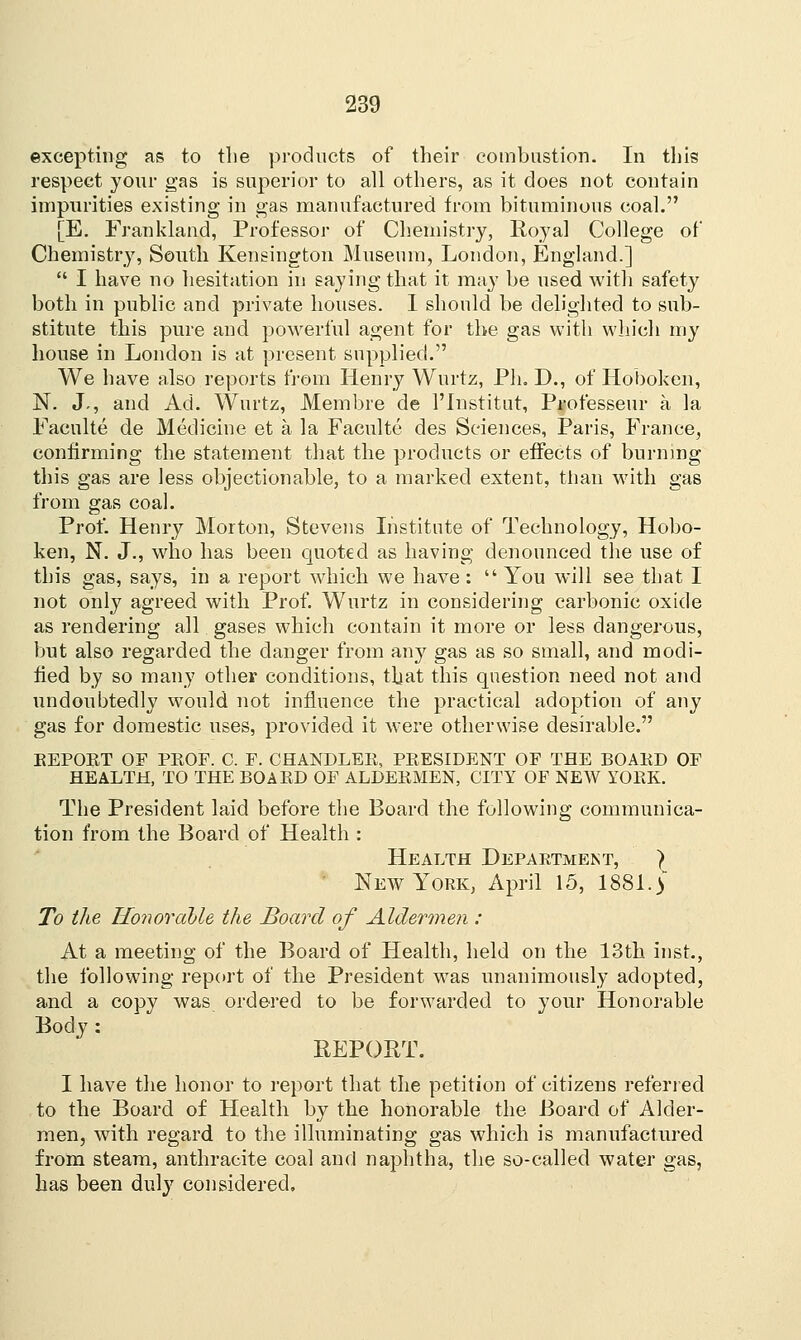 239
excepting as to the products of their combustion. In this
respect your gas is superior to all others, as it does not contain
impurities existing in gas manufactured from bituminous coal.”
[E. Frankland, Professor of Chemistry, Royal College of
Chemistry, South Kensington Museum, London, England.]
“ I have no hesitation in saying that it may be used with safety
both in public and private houses. I should be delighted to sub-
stitute this pure and powerful agent for the gas with which my
house in London is at present supplied.”
We have also reports from Henry Wurtz, Ph. D., of Hoboken,
N. J., and Ad. Wurtz, Membre de l’Institut, Professeur à la
Faculté de Médicine et à la Faculté des Sciences, Paris, France,
confirming the statement that the products or effects of burning
this gas are less objectionable, to a marked extent, than with gas
from gas coal.
Prof. Henry Morton, Stevens Institute of Technology, Hobo-
ken, N. J., who has been quoted as having denounced the use of
this gas, says, in a report which we have : “ You will see that I
not only agreed with Prof. Wurtz in considering carbonic oxide
as rendering all gases which contain it more or less dangerous,
but also regarded the danger from any gas as so small, and modi-
fied by so many other conditions, that this question need not and
undoubtedly would not influence the practical adoption of any
gas for domestic uses, provided it were otherwise desirable.”
REPORT OF PROF. C. F. CHANDLER, PRESIDENT OF THE BOARD OF
HEALTH, TO THE BOARD OF ALDERMEN, CITY OF NEW YORK.
The President laid before the Board the following communica-
tion from the Board of Health :
Health Department, }
New York, April 15, 1881. }
To the Honorable the Board of Aldermen :
At a meeting of the Board of Health, held on the 13th inst.,
the following report of the President was unanimously adopted,
and a copy was ordered to be forwarded to your Honorable
Body :
REPORT.
I have the honor to report that the petition of citizens referred
to the Board of Health by the honorable the Board of Alder-
men, with regard to the illuminating gas which is manufactured
from steam, anthracite coal and naphtha, the so-called water gas,
has been duly considered.